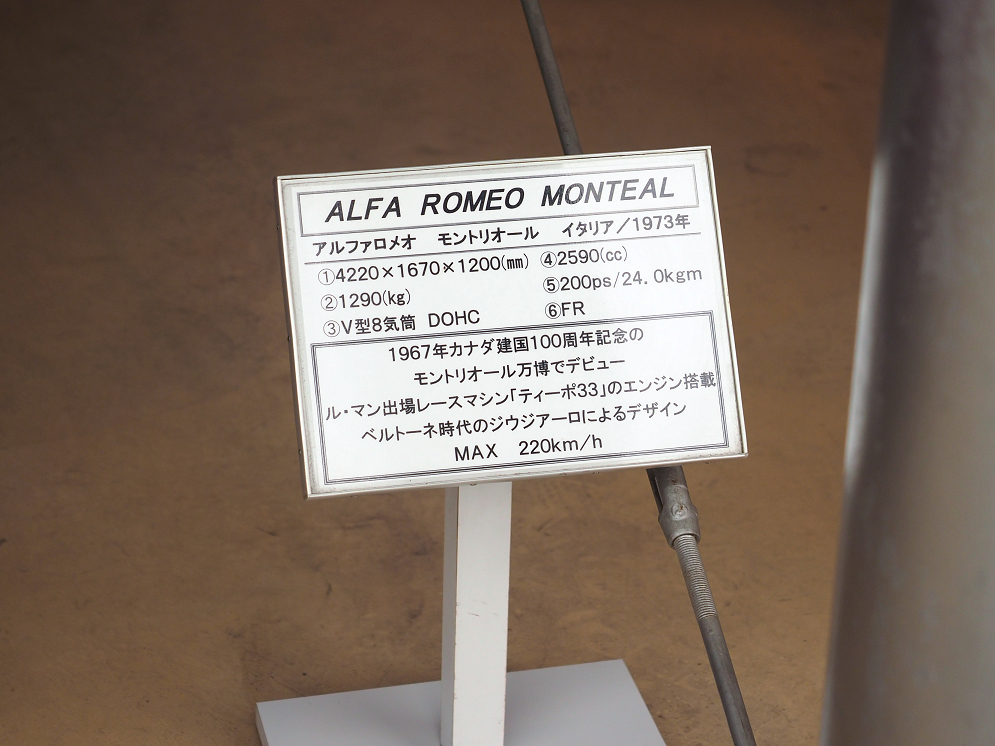 ALFA ROMEO MONTEAL
アルファロメオ モントリオール イタリア/1973年
①4220×1670×1200(㎜) ④2590(cc)
②1290(kg) ⑤200ps/24.0kgm
③V型8気筒 DOHC ⑥FR
1967年カナダ建国100周年記念の
モントリオール万博でデビュー
ル・マン出場レースマシン「ティーポ33」のエンジン搭載
ベルトーネ時代のジウジアーロによるデザイン
MAX 220km/h